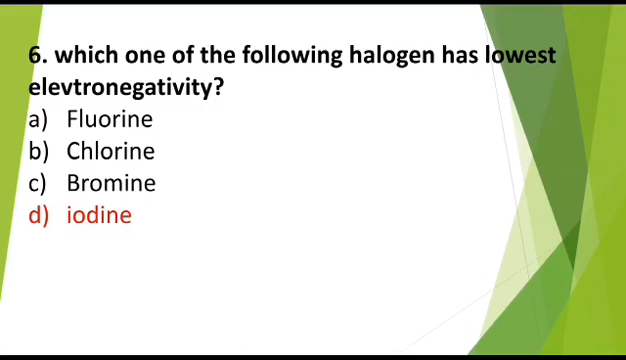 6. which one of the following halogen has lowest
elevtronegativity?
a) Fluorine
b) Chlorine
c) Bromine
d) iodine